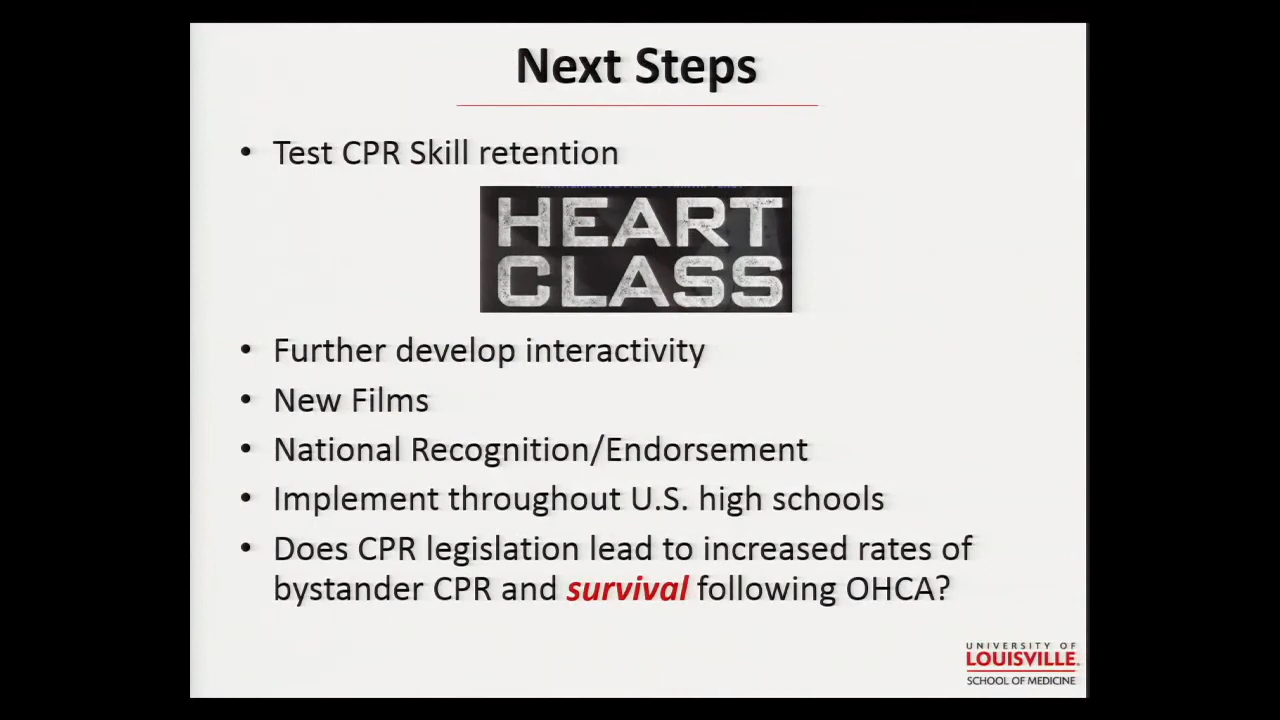 Next Steps
• Test CPR Skill retention
HEART
CLASS
• Further develop interactivity
• New Films
• National Recognition/Endorsement
• Implement throughout U.S. high schools
• Does CPR legislation lead to increased rates of
bystander CPR and survival following OHCA?
UNIVERSITY OF
LOUISVILLE.
SCHOOL OF MEDICINE